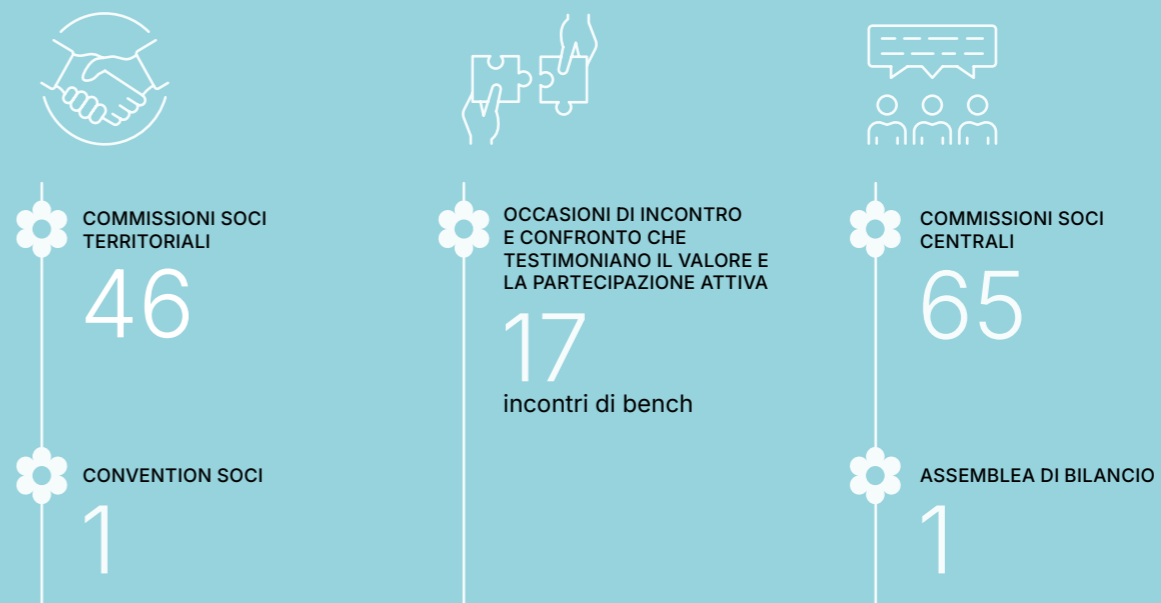 COMMISSIONI SOCI
TERRITORIALI
46
CONVENTION SOCI
1
OCCASIONI DI INCONTRO
E CONFRONTO CHE
TESTIMONIANO IL VALORE E
LA PARTECIPAZIONE ATTIVA
17
incontri di bench
COMMISSIONI SOCI
CENTRALI
65
ASSEMBLEA DI BILANCIO
1